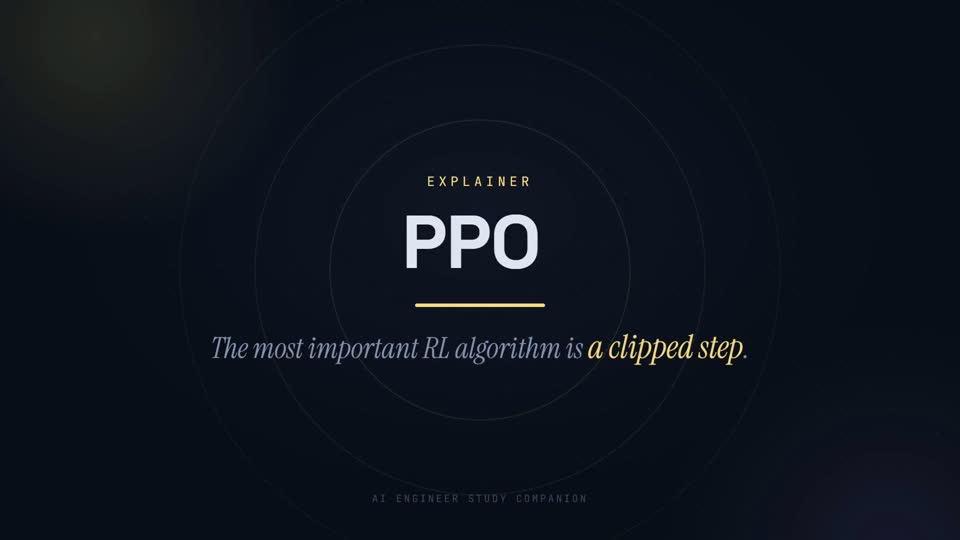 EXPLAINER
PPO
The most important RL algorithm is a clipped step.
AI ENGINEER STUDY COMPANION